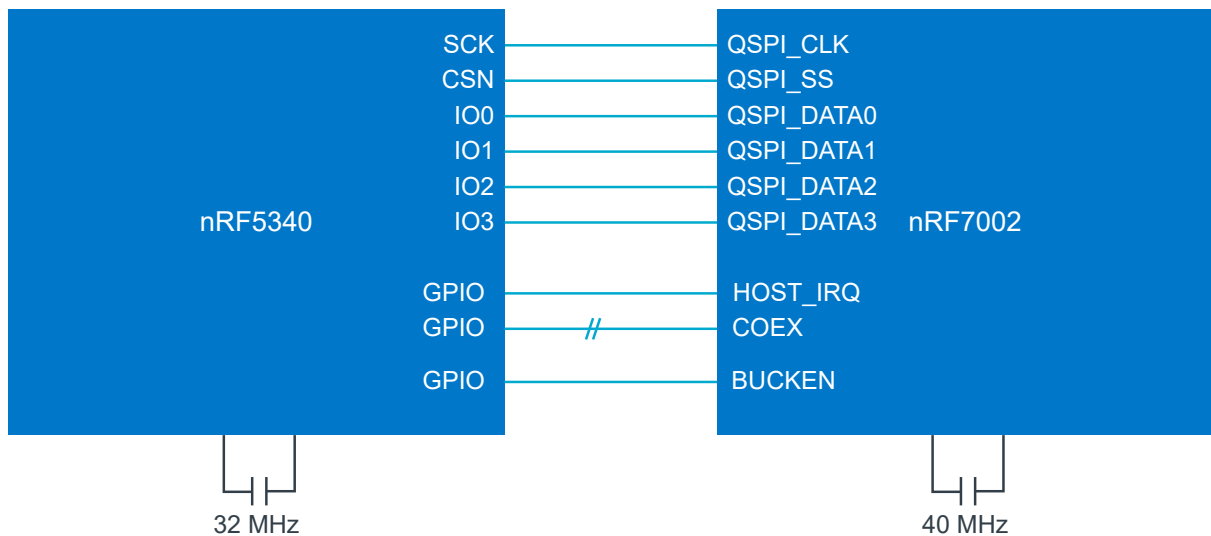 SCK QSPI_CLK
CSN QSPI_SS
IO0 QSPI_DATA0
IO1 QSPI_DATA1
IO2 QSPI_DATA2
nRF5340 IO3 QSPI_DATA3 nRF7002
GPIO HOST_IRQ
GPIO COEX
GPIO BUCKEN
32 MHz 40 MHz